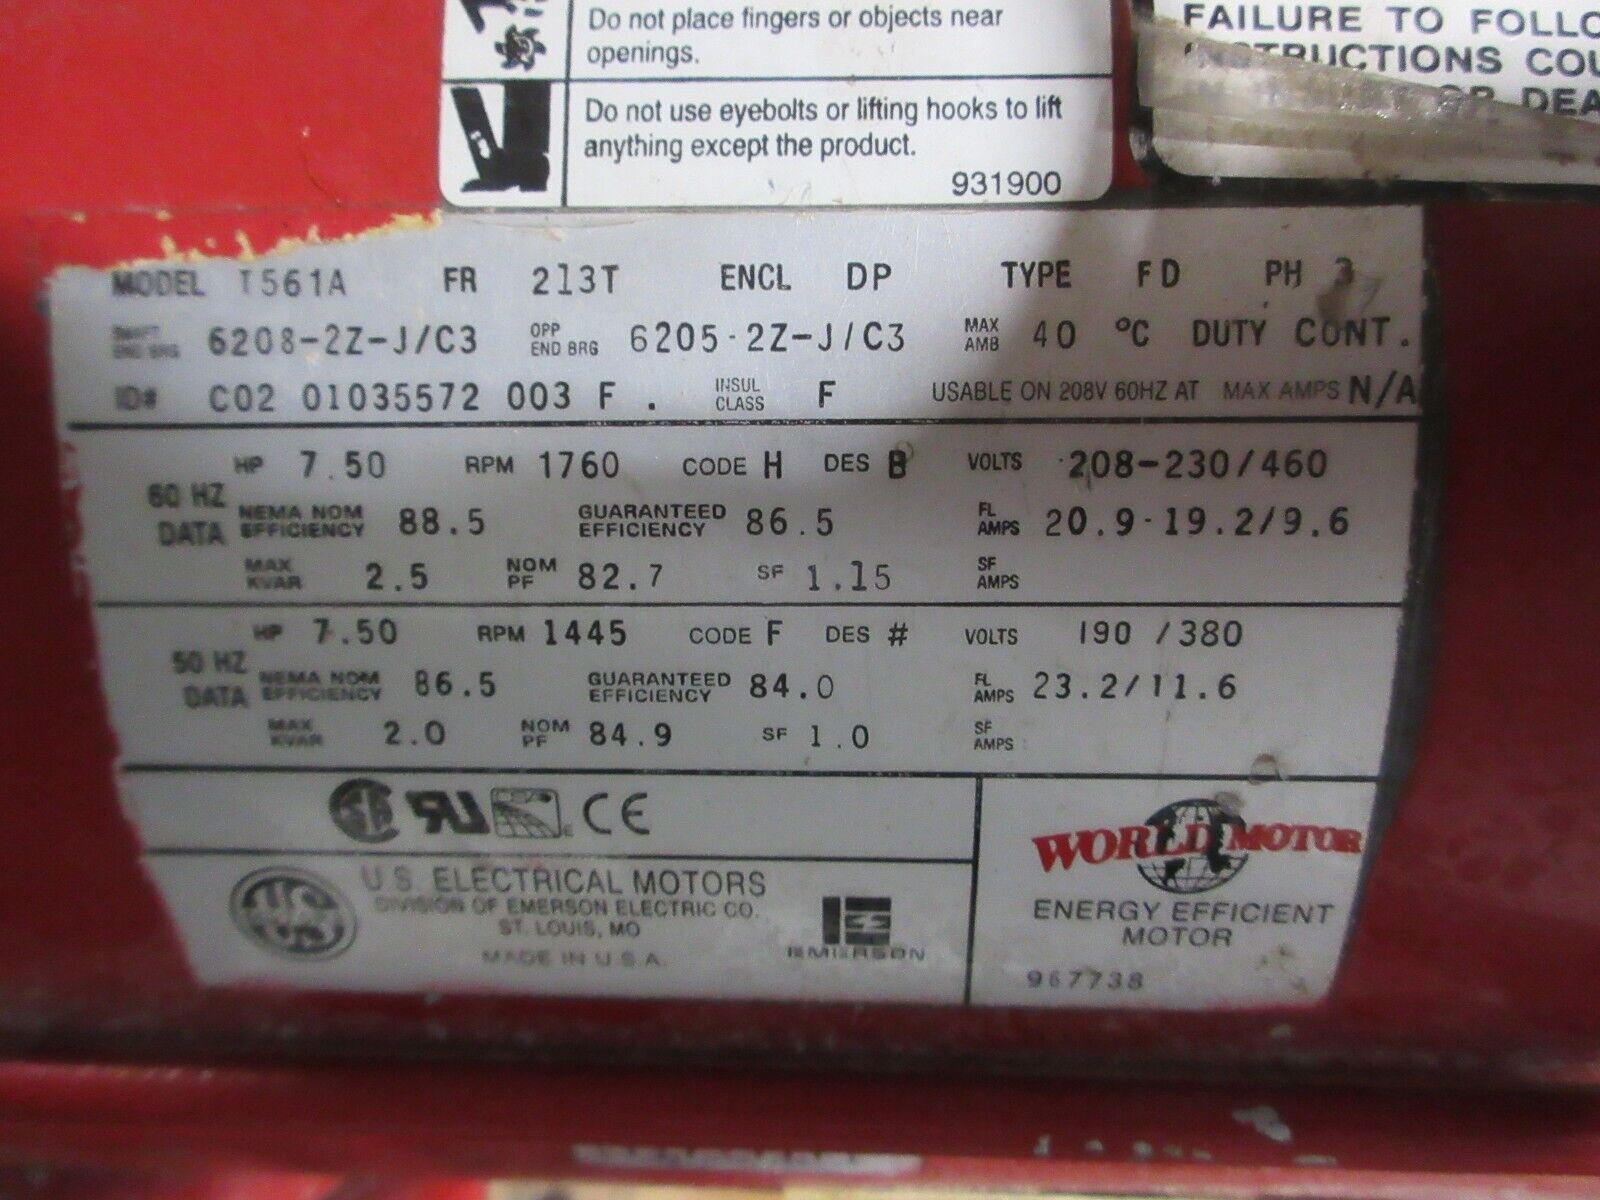 Do not place fingers or objects near
openings.
Do not use eyebolts or lifting hooks to lift
anything except the product.
931900
FAILURE TO FOLLO
INSTRUCTIONS COU
OR DEA
MODEL T561A FR 213T ENCL DP TYPE FD PH 3
SHAFT END BRG 6208-2Z-J/C3 OPP END BRG 6205-2Z-J/C3 MAX AMB 40 °C DUTY CONT.
ID# C02 01035572 003 F . INSUL CLASS F USABLE ON 208V 60HZ AT MAX AMPS N/A
60 HZ DATA
HP 7.50 RPM 1760 CODE H DES B VOLTS 208-230/460
NEMA NOM EFFICIENCY 88.5 GUARANTEED EFFICIENCY 86.5 FL AMPS 20.9-19.2/9.6
MAX KVAR 2.5 NOM PF 82.7 SF 1.15 SF AMPS
50 HZ DATA
HP 7.50 RPM 1445 CODE F DES # VOLTS 190 /380
NEMA NOM EFFICIENCY 86.5 GUARANTEED EFFICIENCY 84.0 FL AMPS 23.2/11.6
MAX KVAR 2.0 NOM PF 84.9 SF 1.0 SF AMPS
CE
U.S. ELECTRICAL MOTORS
DIVISION OF EMERSON ELECTRIC CO.
ST. LOUIS, MO
MADE IN U.S.A.
EMERSON
WORLD MOTOR
ENERGY EFFICIENT
MOTOR
967738